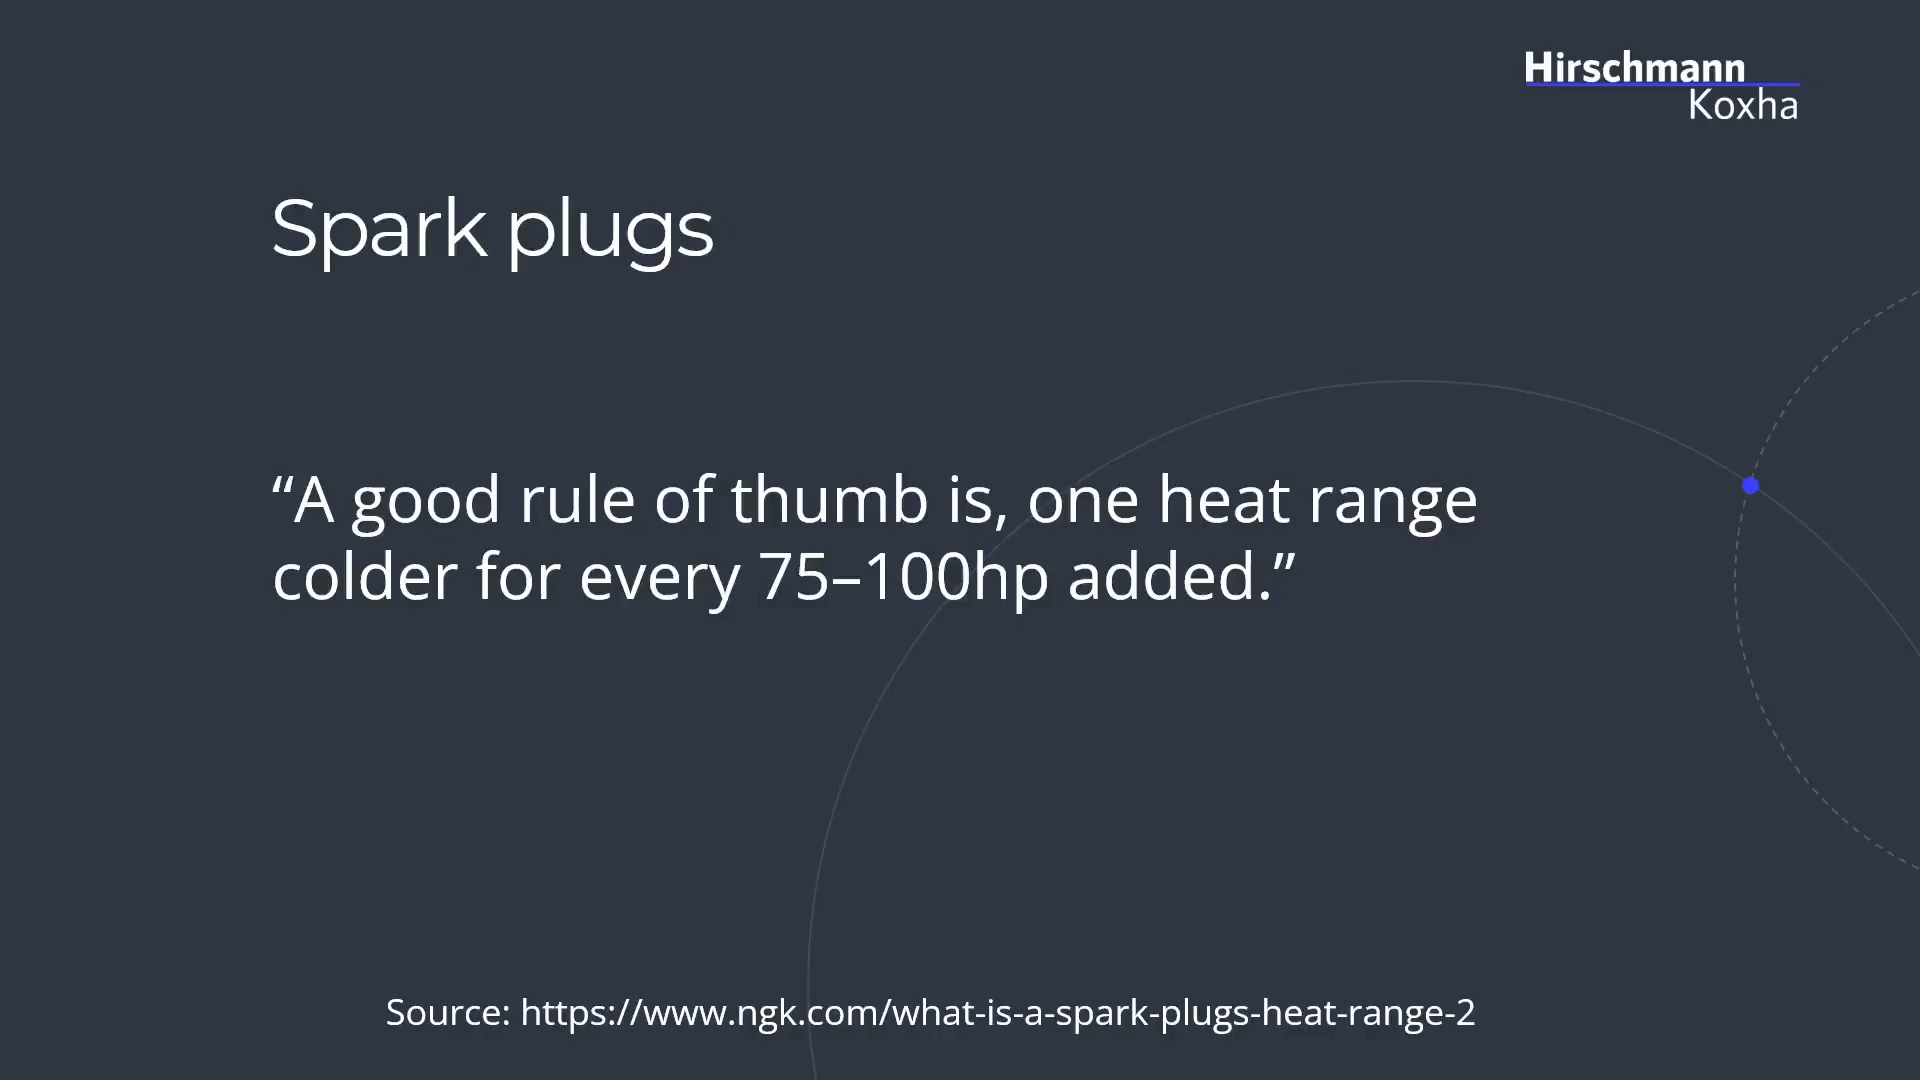 Hirschmann
Koxha
Spark plugs
“A good rule of thumb is, one heat range
colder for every 75–100hp added.”
Source: https://www.ngk.com/what-is-a-spark-plugs-heat-range-2